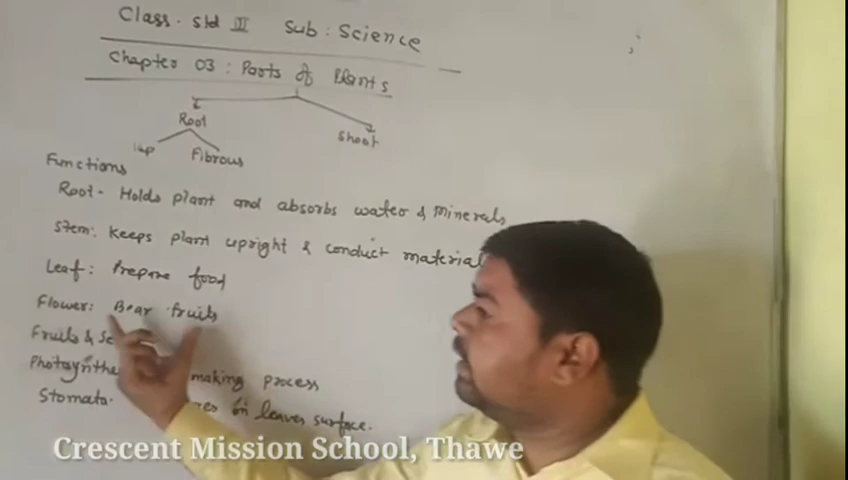 Class. Std III Sub: Science
Chapter 03: Parts of Plants
Root Shoot
Tap Fibrous
Functions
Root- Holds plant and absorbs water & minerals
Stem: Keeps plant upright & conduct material
Leaf: Prepare food
Flower: Bear fruits
Fruits &
making process
Stomata. on leaves surface.
Crescent Mission School, Thawe